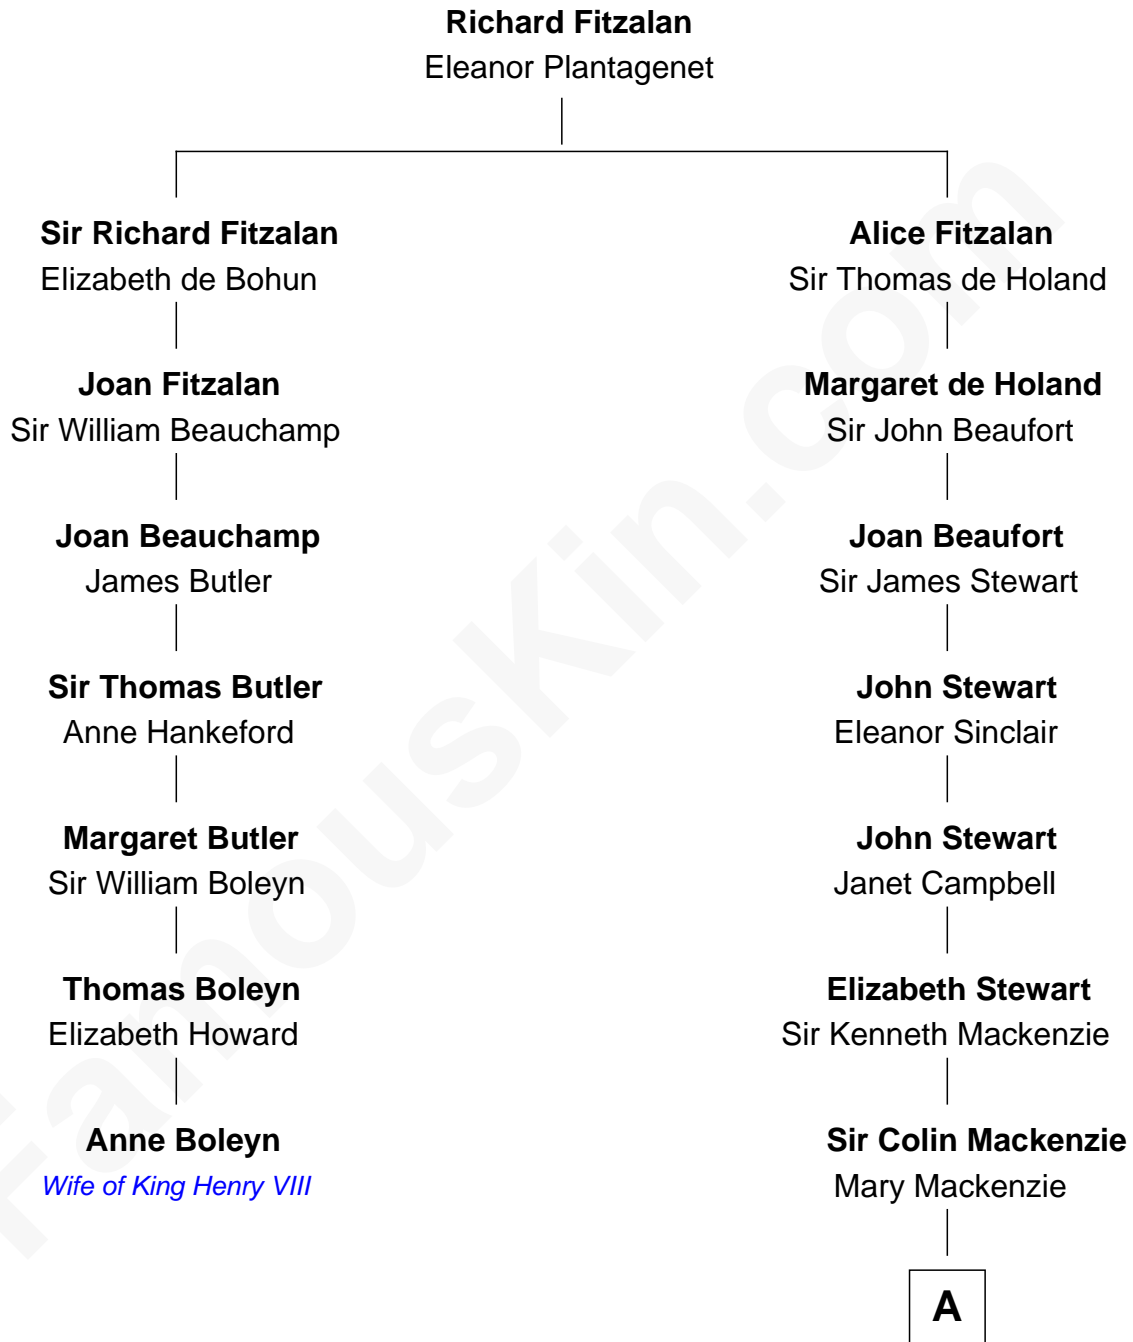 Richard Fitzalan
Eleanor Plantagenet
Sir Richard Fitzalan
Elizabeth de Bohun
Joan Fitzalan
Sir William Beauchamp
Joan Beauchamp
James Butler
Sir Thomas Butler
Anne Hankeford
Margaret Butler
Sir William Boleyn
Thomas Boleyn
Elizabeth Howard
Anne Boleyn
Wife of King Henry VIII
Alice Fitzalan
Sir Thomas de Holand
Margaret de Holand
Sir John Beaufort
Joan Beaufort
Sir James Stewart
John Stewart
Eleanor Sinclair
John Stewart
Janet Campbell
Elizabeth Stewart
Sir Kenneth Mackenzie
Sir Colin Mackenzie
Mary Mackenzie
A
FamousKin.com